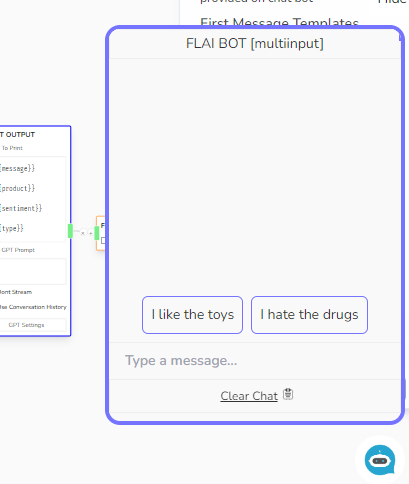 provided on chat bot
Hide
First Message Templates
FLAI BOT [multiinput]
T OUTPUT
To Print
{message}}
{product}}
{sentiment}}
{type}}
GPT Prompt
Dont Stream
Use Conversation History
GPT Settings
F
I like the toys
I hate the drugs
Type a message...
Clear Chat